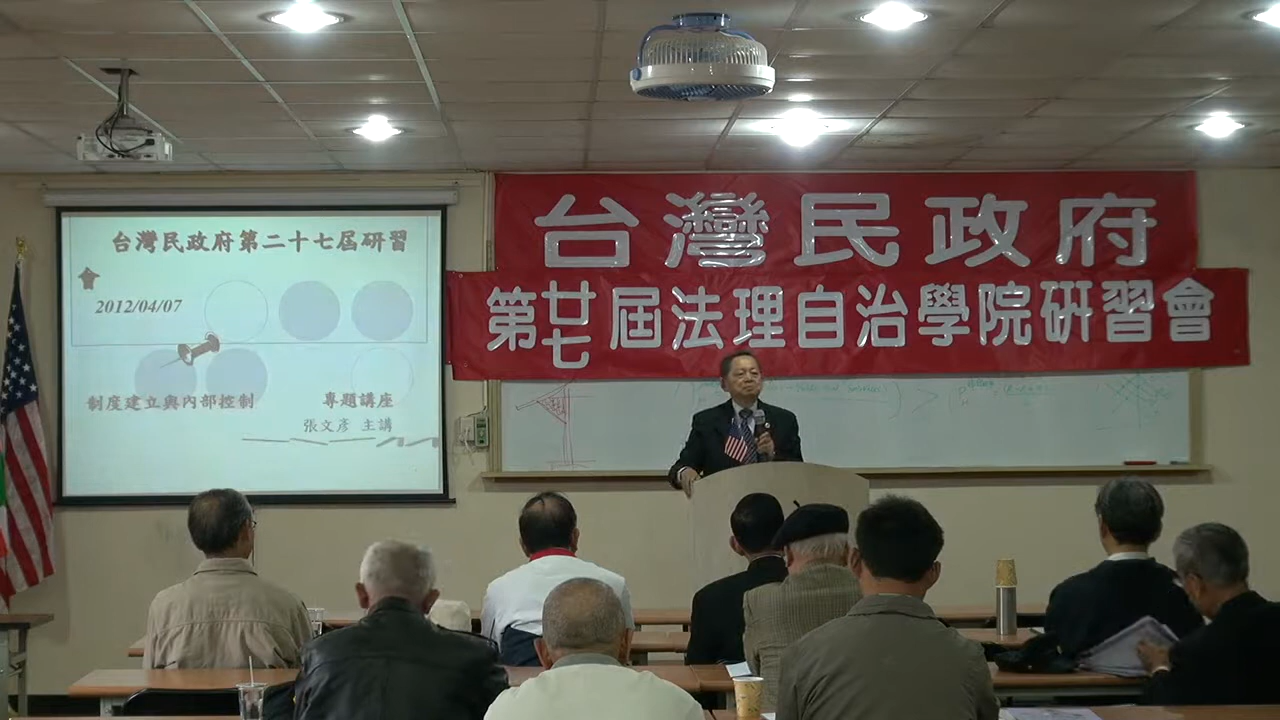 台灣民政府
第廿七屆法理自治學院研習會
台灣民政府第二十七屆研習
2012/04/07
制度建立與內部控制 專題講座
張文彥 主講